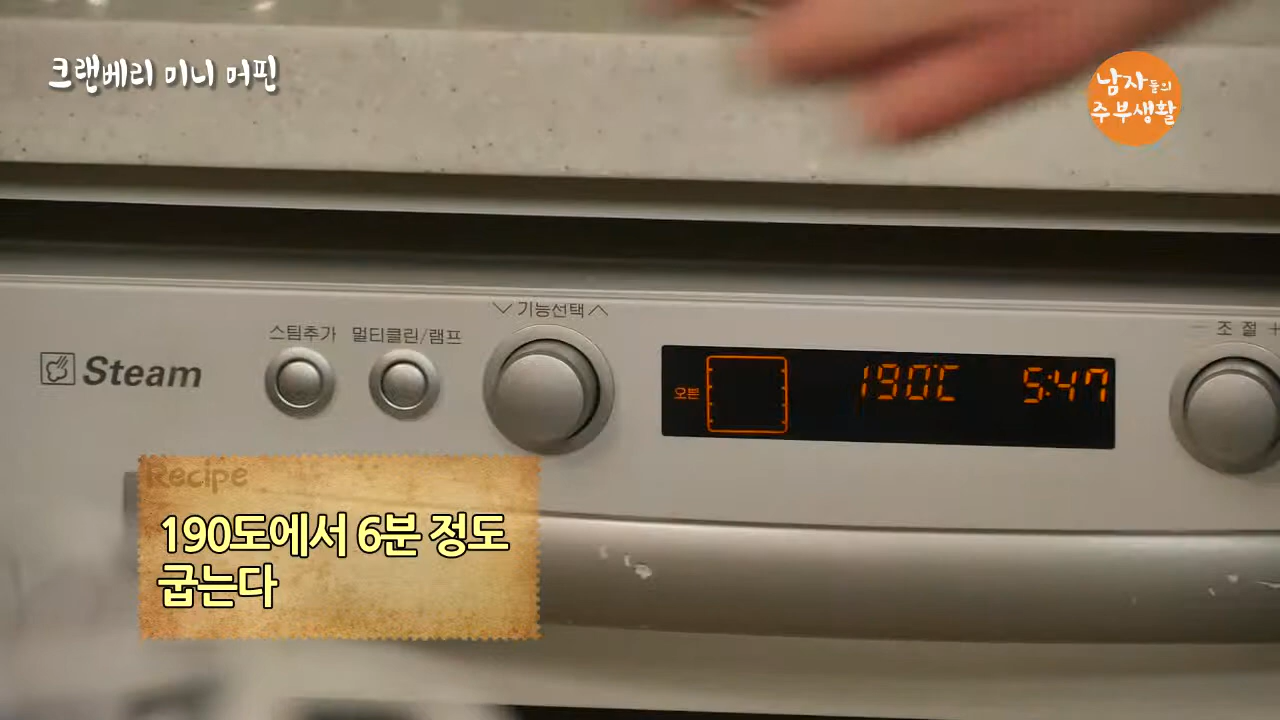 크랜베리 미니 머핀
남자들의
주부생활
기능선택
스팀추가
멀티클린/램프
조 절 +
Steam
오븐
190℃
5:47
Recipe
190도에서 6분 정도
굽는다